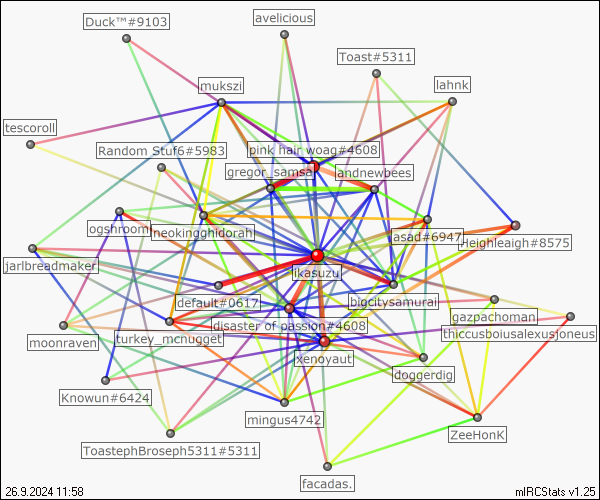 Duck™#9103
avelicious
Toast#5311
mukszi
lahnk
tescoroll
Random Stuf6#5983
pink hair woag#4608
gregor_samsa
landnewbees
ogshroom
neokingghidorah
asad#6947
Heighleaigh#8575
jarlbreadmaker
likasuzu
default#0617
bigcitysamurai
gazpachoman
moonraven
turkey_mcnugget
disaster of passion#4608
thiccusboiusalexusjoneus
xenoyaut
doggerdig
Knowun#6424
mingus4742
ZeeHonK
ToastephBroseph5311#5311
facadas.
26.9.2024 11:58
mIRCStats v1.25